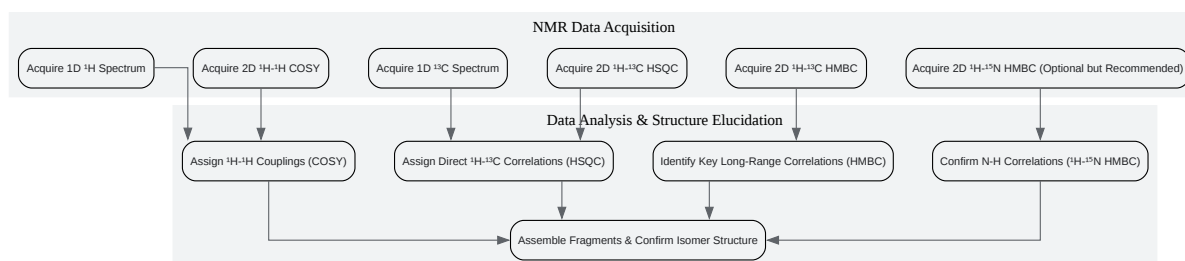 NMR Data Acquisition
Acquire 1D ¹H Spectrum
Acquire 2D ¹H-¹H COSY
Acquire 1D ¹³C Spectrum
Acquire 2D ¹H-¹³C HSQC
Acquire 2D ¹H-¹³C HMBC
Acquire 2D ¹H-¹⁵N HMBC (Optional but Recommended)
Data Analysis & Structure Elucidation
Assign ¹H-¹H Couplings (COSY)
Assign Direct ¹H-¹³C Correlations (HSQC)
Identify Key Long-Range Correlations (HMBC)
Confirm N-H Correlations (¹H-¹⁵N HMBC)
Assemble Fragments & Confirm Isomer Structure